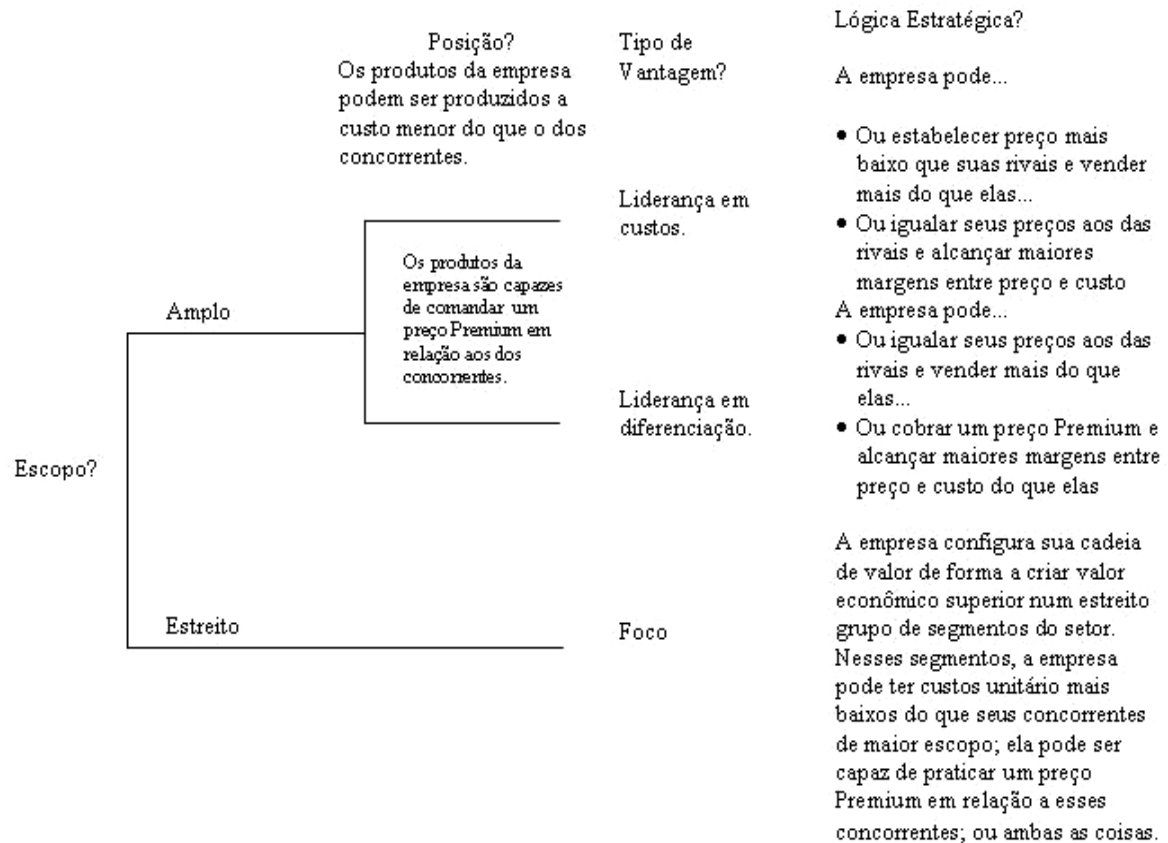 Posição?
Os produtos da empresa
podem ser produzidos a
custo menor do que o dos
concorrentes.
Tipo de
Vantagem?
Lógica Estratégica?
A empresa pode...
Liderança em
custos.
• Ou estabelecer preço mais
baixo que suas rivais e vender
mais do que elas...
• Ou igualar seus preços aos das
rivais e alcançar maiores
margens entre preço e custo
Amplo
Os produtos da
empresa são capazes
de comandar um
preço Premium em
relação aos dos
concorrentes.
Liderança em
diferenciação.
A empresa pode...
• Ou igualar seus preços aos das
rivais e vender mais do que
elas...
• Ou cobrar um preço Premium e
alcançar maiores margens entre
preço e custo do que elas
Escopo?
Estreito
Foco
A empresa configura sua cadeia
de valor de forma a criar valor
econômico superior num estreito
grupo de segmentos do setor.
Nesses segmentos, a empresa
pode ter custos unitário mais
baixos do que seus concorrentes
de maior escopo; ela pode ser
capaz de praticar um preço
Premium em relação a esses
concorrentes; ou ambas as coisas.